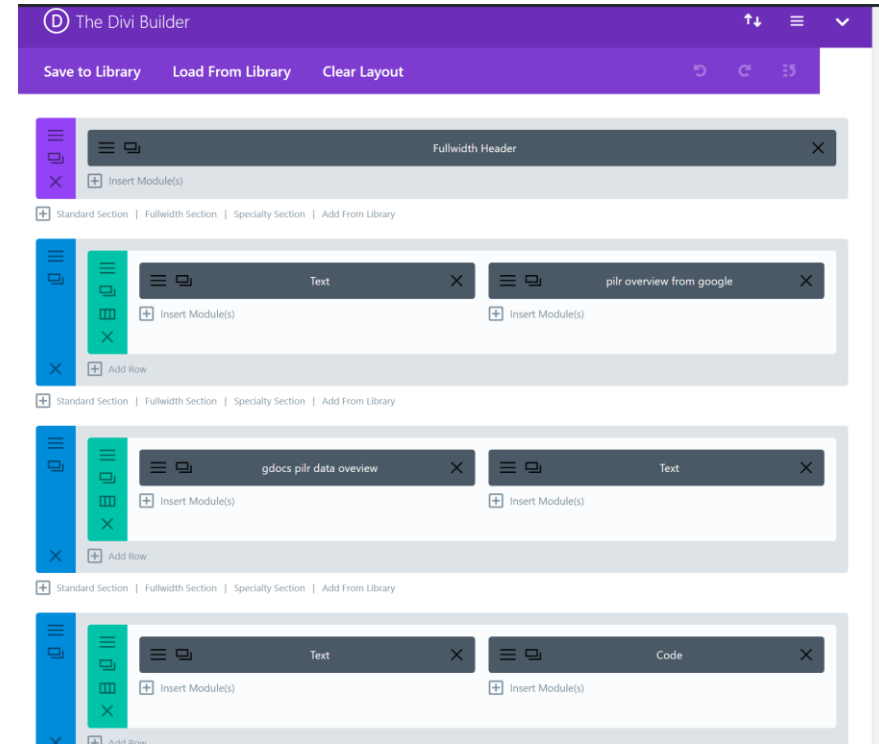 D The Divi Builder
Save to Library Load From Library Clear Layout
Fullwidth Header
Insert Module(s)
Standard Section | Fullwidth Section | Specialty Section | Add From Library
Text pilr overview from google
Insert Module(s) Insert Module(s)
Add Row
Standard Section | Fullwidth Section | Specialty Section | Add From Library
gdocs pilr data oveview Text
Insert Module(s) Insert Module(s)
Add Row
Standard Section | Fullwidth Section | Specialty Section | Add From Library
Text Code
Insert Module(s) Insert Module(s)
Add Row